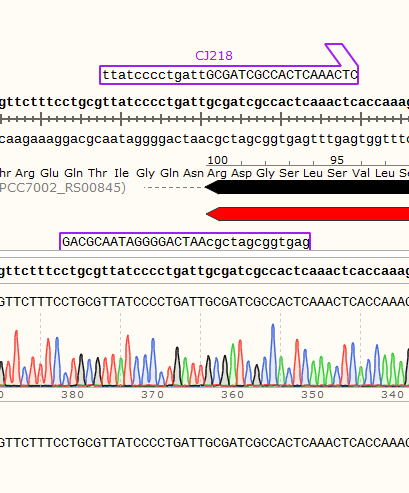 CJ218
ttatcccctgattGCGATCGCCACTCAAACTC
gttctttcctgcgttatcccctgattgcgatcgccactcaaactcaccaaag
caagaaaggacgcaataggggactaacgctagcggtgagtttgagtggtttc
100 95
hr Arg Glu Gln Thr Ile Gly Gln Asn Arg Asp Gly Ser Leu Ser Val Leu Se
PCC7002_RS00845)
GACGCAATAGGGGACTAAcgctagcggtgag
gttctttcctgcgttatcccctgattgcgatcgccactcaaactcaccaaag
GTTCTTTCCTGCGTTATCCCCTGATTGCGATCGCCACTCAAACTCACCAAAG
380 370 360 350 340
GTTCTTTCCTGCGTTATCCCCTGATTGCGATCGCCACTCAAACTCACCAAAG